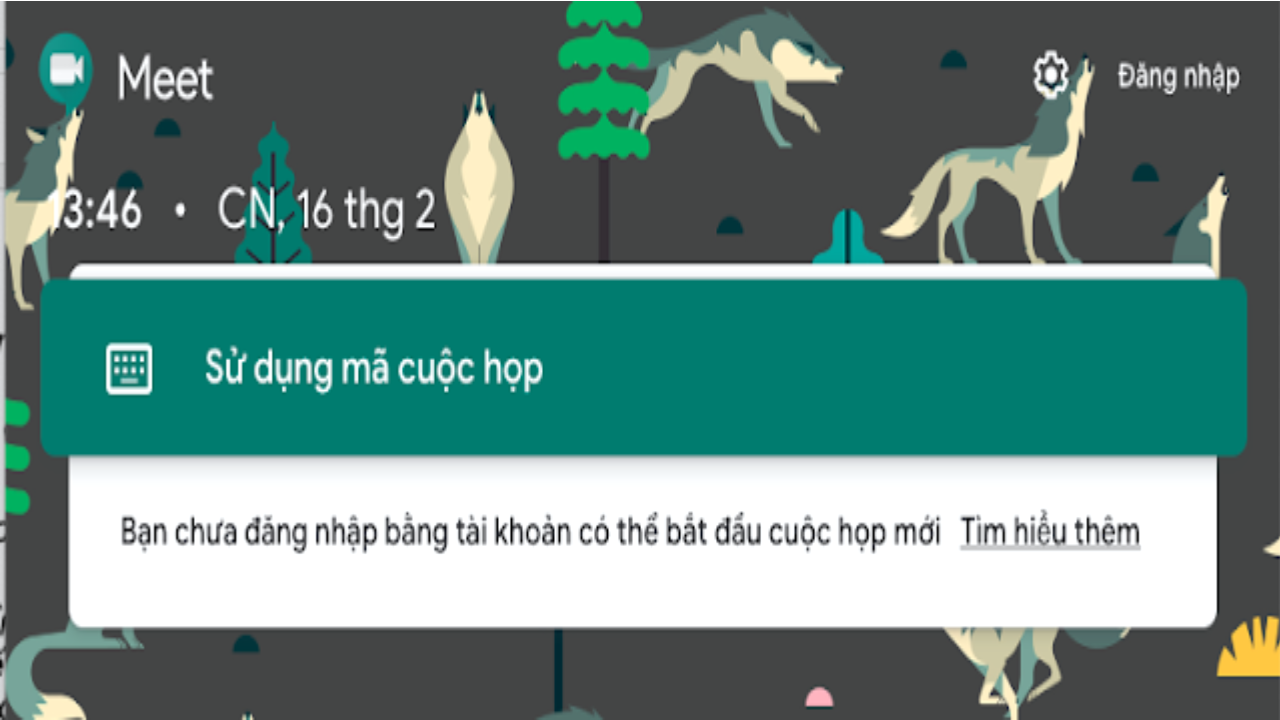 Meet
Đăng nhập
13:46 • CN, 16 thg 2
Sử dụng mã cuộc họp
Bạn chưa đăng nhập bằng tài khoản có thể bắt đầu cuộc họp mới Tìm hiểu thêm